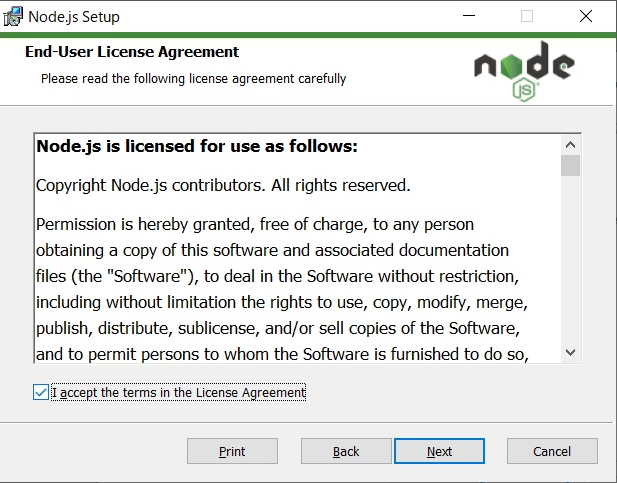 Node.js Setup
End-User License Agreement
Please read the following license agreement carefully
node
JS
Node.js is licensed for use as follows:
Copyright Node.js contributors. All rights reserved.
Permission is hereby granted, free of charge, to any person
obtaining a copy of this software and associated documentation
files (the "Software"), to deal in the Software without restriction,
including without limitation the rights to use, copy, modify, merge,
publish, distribute, sublicense, and/or sell copies of the Software,
and to permit persons to whom the Software is furnished to do so,
I accept the terms in the License Agreement
Print
Back
Next
Cancel